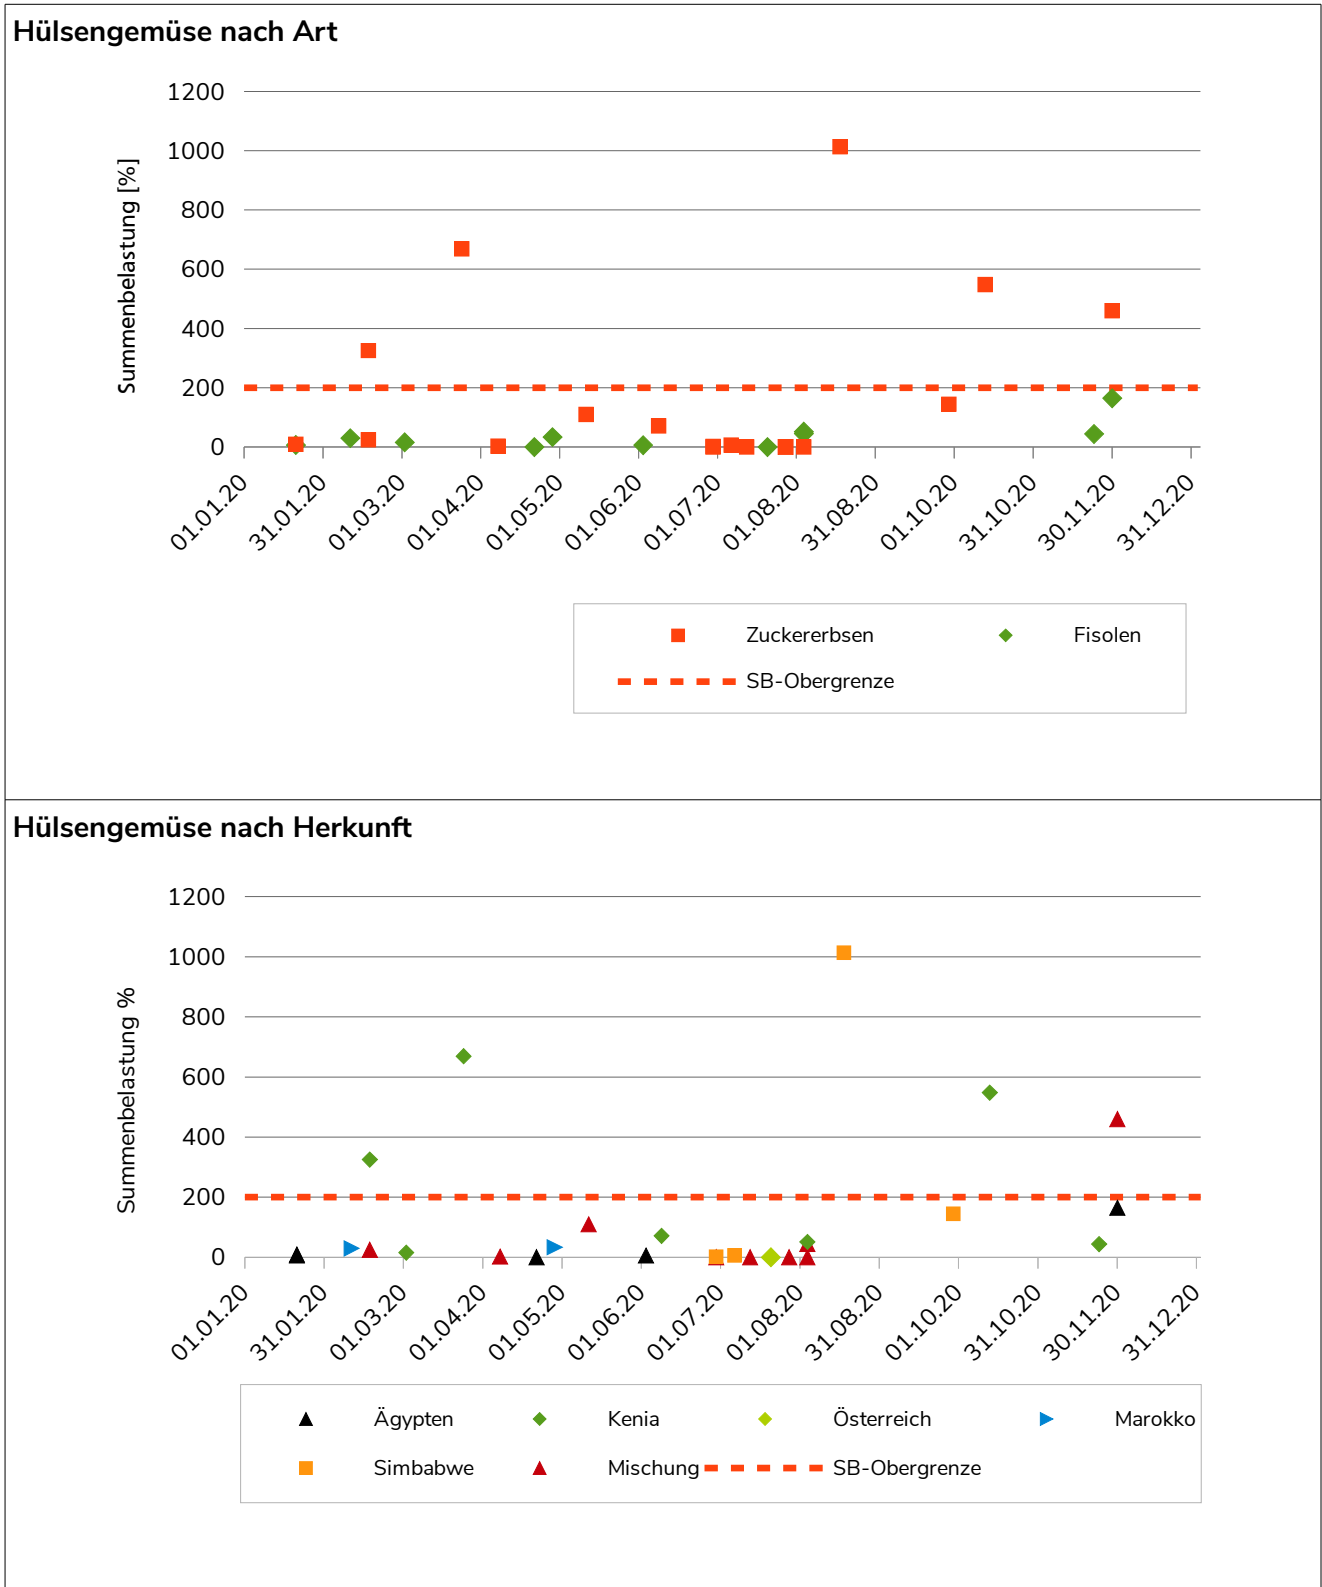 Hülsengemüse nach Art
1200
1000
800
600
400
200
0
Summenbelastung [%]
01.01.20
31.01.20
01.03.20
01.04.20
01.05.20
01.06.20
01.07.20
01.08.20
31.08.20
01.10.20
31.10.20
30.11.20
31.12.20
Zuckererbsen
Fisolen
SB-Obergrenze
Hülsengemüse nach Herkunft
1200
1000
800
600
400
200
0
Summenbelastung %
01.01.20
31.01.20
01.03.20
01.04.20
01.05.20
01.06.20
01.07.20
01.08.20
31.08.20
01.10.20
31.10.20
30.11.20
31.12.20
Ägypten
Kenia
Österreich
Marokko
Simbabwe
Mischung
SB-Obergrenze